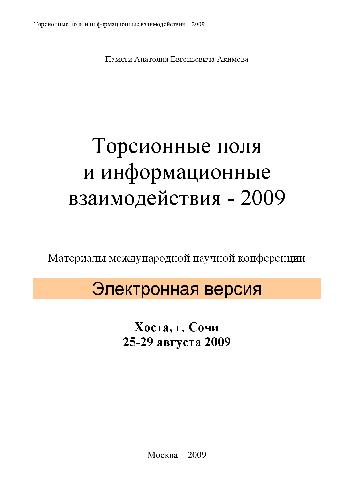 Торсионные поля и информационные взаимодействия – 2009
Памяти Анатолия Евгеньевича Акимова
Торсионные поля
и информационные
взаимодействия - 2009
Материалы международной научной конференции
Электронная версия
Хоста, г. Сочи
25-29 августа 2009
Москва – 2009